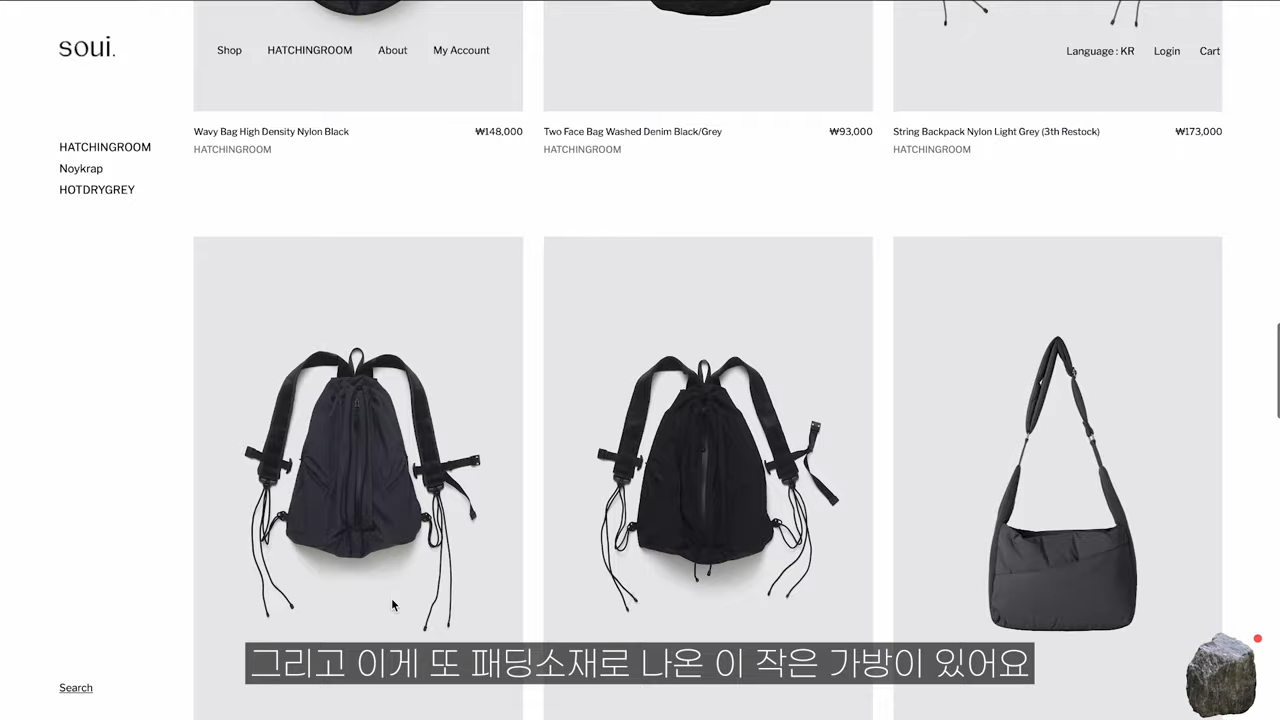 soui.
Shop HATCHINGROOM About My Account
Language : KR Login Cart
HATCHINGROOM
Noykrap
HOTDRYGREY
Wavy Bag High Density Nylon Black ₩148,000
HATCHINGROOM
Two Face Bag Washed Denim Black/Grey ₩93,000
HATCHINGROOM
String Backpack Nylon Light Grey (3th Restock) ₩173,000
HATCHINGROOM
그리고 이게 또 패딩소재로 나온 이 작은 가방이 있어요
Search